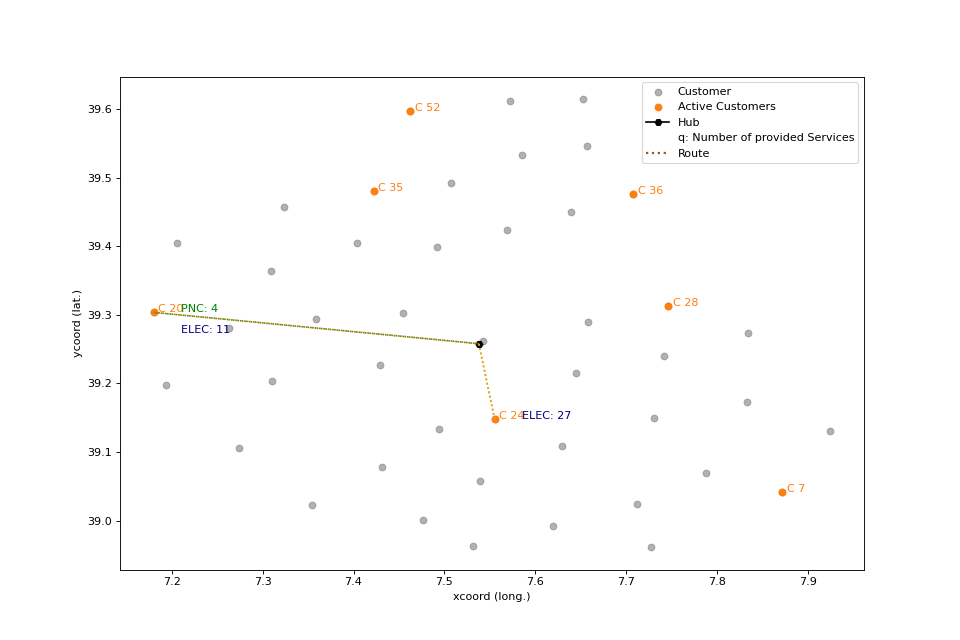 Customer
Active Customers
Hub
q: Number of provided Services
Route
C 52
C 35
C 36
C 20
PNC: 4
ELEC: 11
C 28
C 24
ELEC: 27
C 7
39.6
39.5
39.4
39.3
39.2
39.1
39.0
ycoord (lat.)
7.2 7.3 7.4 7.5 7.6 7.7 7.8 7.9
xcoord (long.)